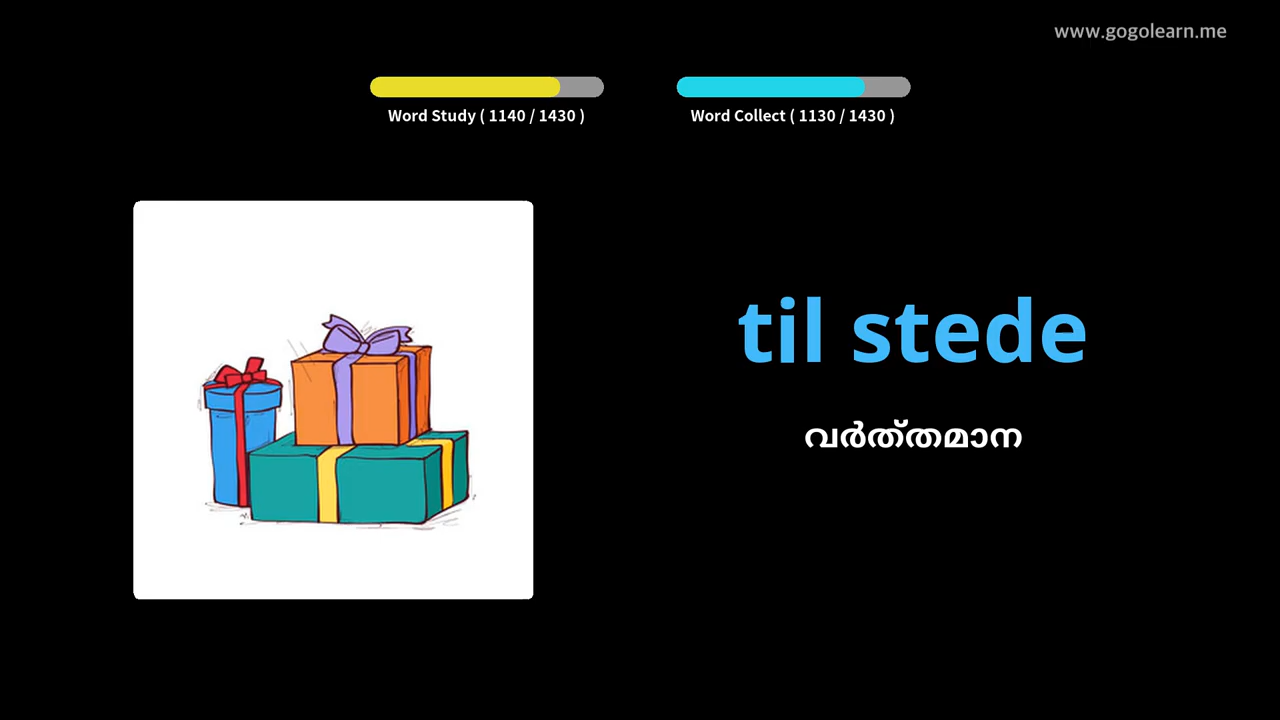 www.gogolearn.me
Word Study ( 1140 / 1430 )
Word Collect ( 1130 / 1430 )
til stede
വർത്തമാന